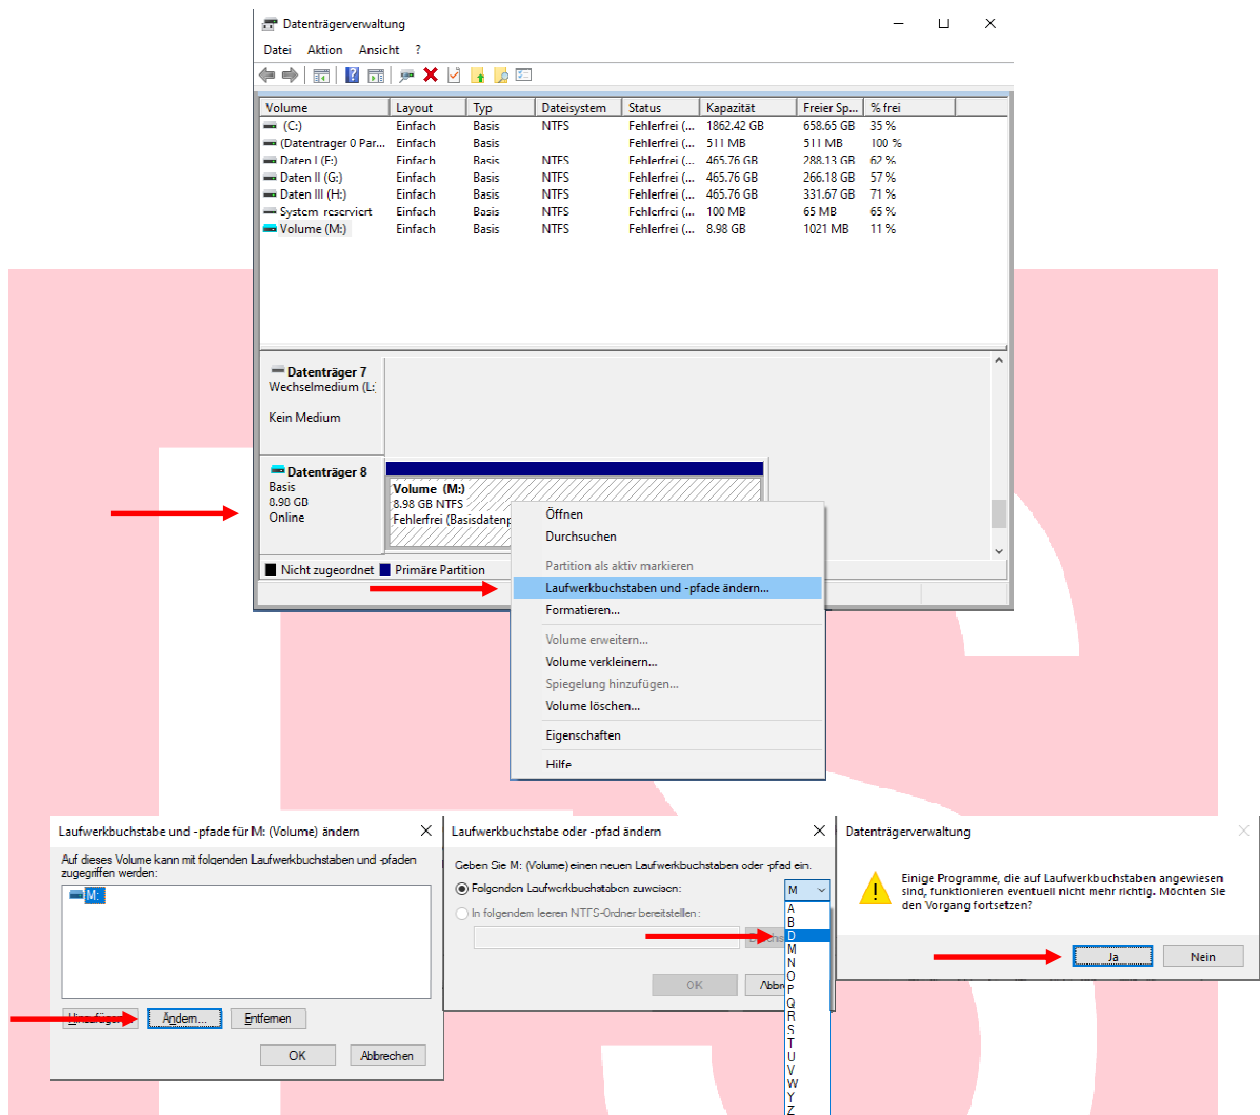 Datenträgerverwaltung
Datei Aktion Ansicht ?
Volume Layout Typ Dateisystem Status Kapazität Freier Sp... % frei
(C:) Einfach Basis NTFS Fehlerfrei (... 1862.42 GB 658.65 GB 35 %
(Datenträger 0 Par... Einfach Basis Fehlerfrei (... 511 MB 511 MB 100 %
Daten I (F:) Einfach Basis NTFS Fehlerfrei (... 465.76 GB 288.13 GB 62 %
Daten II (G:) Einfach Basis NTFS Fehlerfrei (... 465.76 GB 266.18 GB 57 %
Daten III (H:) Einfach Basis NTFS Fehlerfrei (... 465.76 GB 331.67 GB 71 %
System-reserviert Einfach Basis NTFS Fehlerfrei (... 100 MB 65 MB 65 %
Volume (M:) Einfach Basis NTFS Fehlerfrei (... 8.98 GB 1021 MB 11 %
Datenträger 7
Wechselmedium (L:
Kein Medium
Datenträger 8
Basis
8.98 GB
Online
Volume (M:)
8.98 GB NTFS
Fehlerfrei (Basisdatenp
Öffnen
Durchsuchen
Partition als aktiv markieren
Laufwerkbuchstaben und -pfade ändern...
Formatieren...
Volume erweitern...
Volume verkleinern...
Spiegelung hinzufügen...
Volume löschen...
Eigenschaften
Hilfe
Nicht zugeordnet Primäre Partition
Laufwerkbuchstabe und -pfade für M: (Volume) ändern
Auf dieses Volume kann mit folgenden Laufwerkbuchstaben und -pfaden
zugegriffen werden:
M:
Hinzufügen... Ändern... Entfernen
OK Abbrechen
Laufwerkbuchstabe oder -pfad ändern
Geben Sie M: (Volume) einen neuen Laufwerkbuchstaben oder -pfad ein.
Folgenden Laufwerkbuchstaben zuweisen: M
In folgendem leeren NTFS-Ordner bereitstellen:
OK Abbr
A
B
D
M
N
O
P
Q
R
S
T
U
V
W
Y
Z
Datenträgerverwaltung
Einige Programme, die auf Laufwerkbuchstaben angewiesen
sind, funktionieren eventuell nicht mehr richtig. Möchten Sie
den Vorgang fortsetzen?
Ja Nein